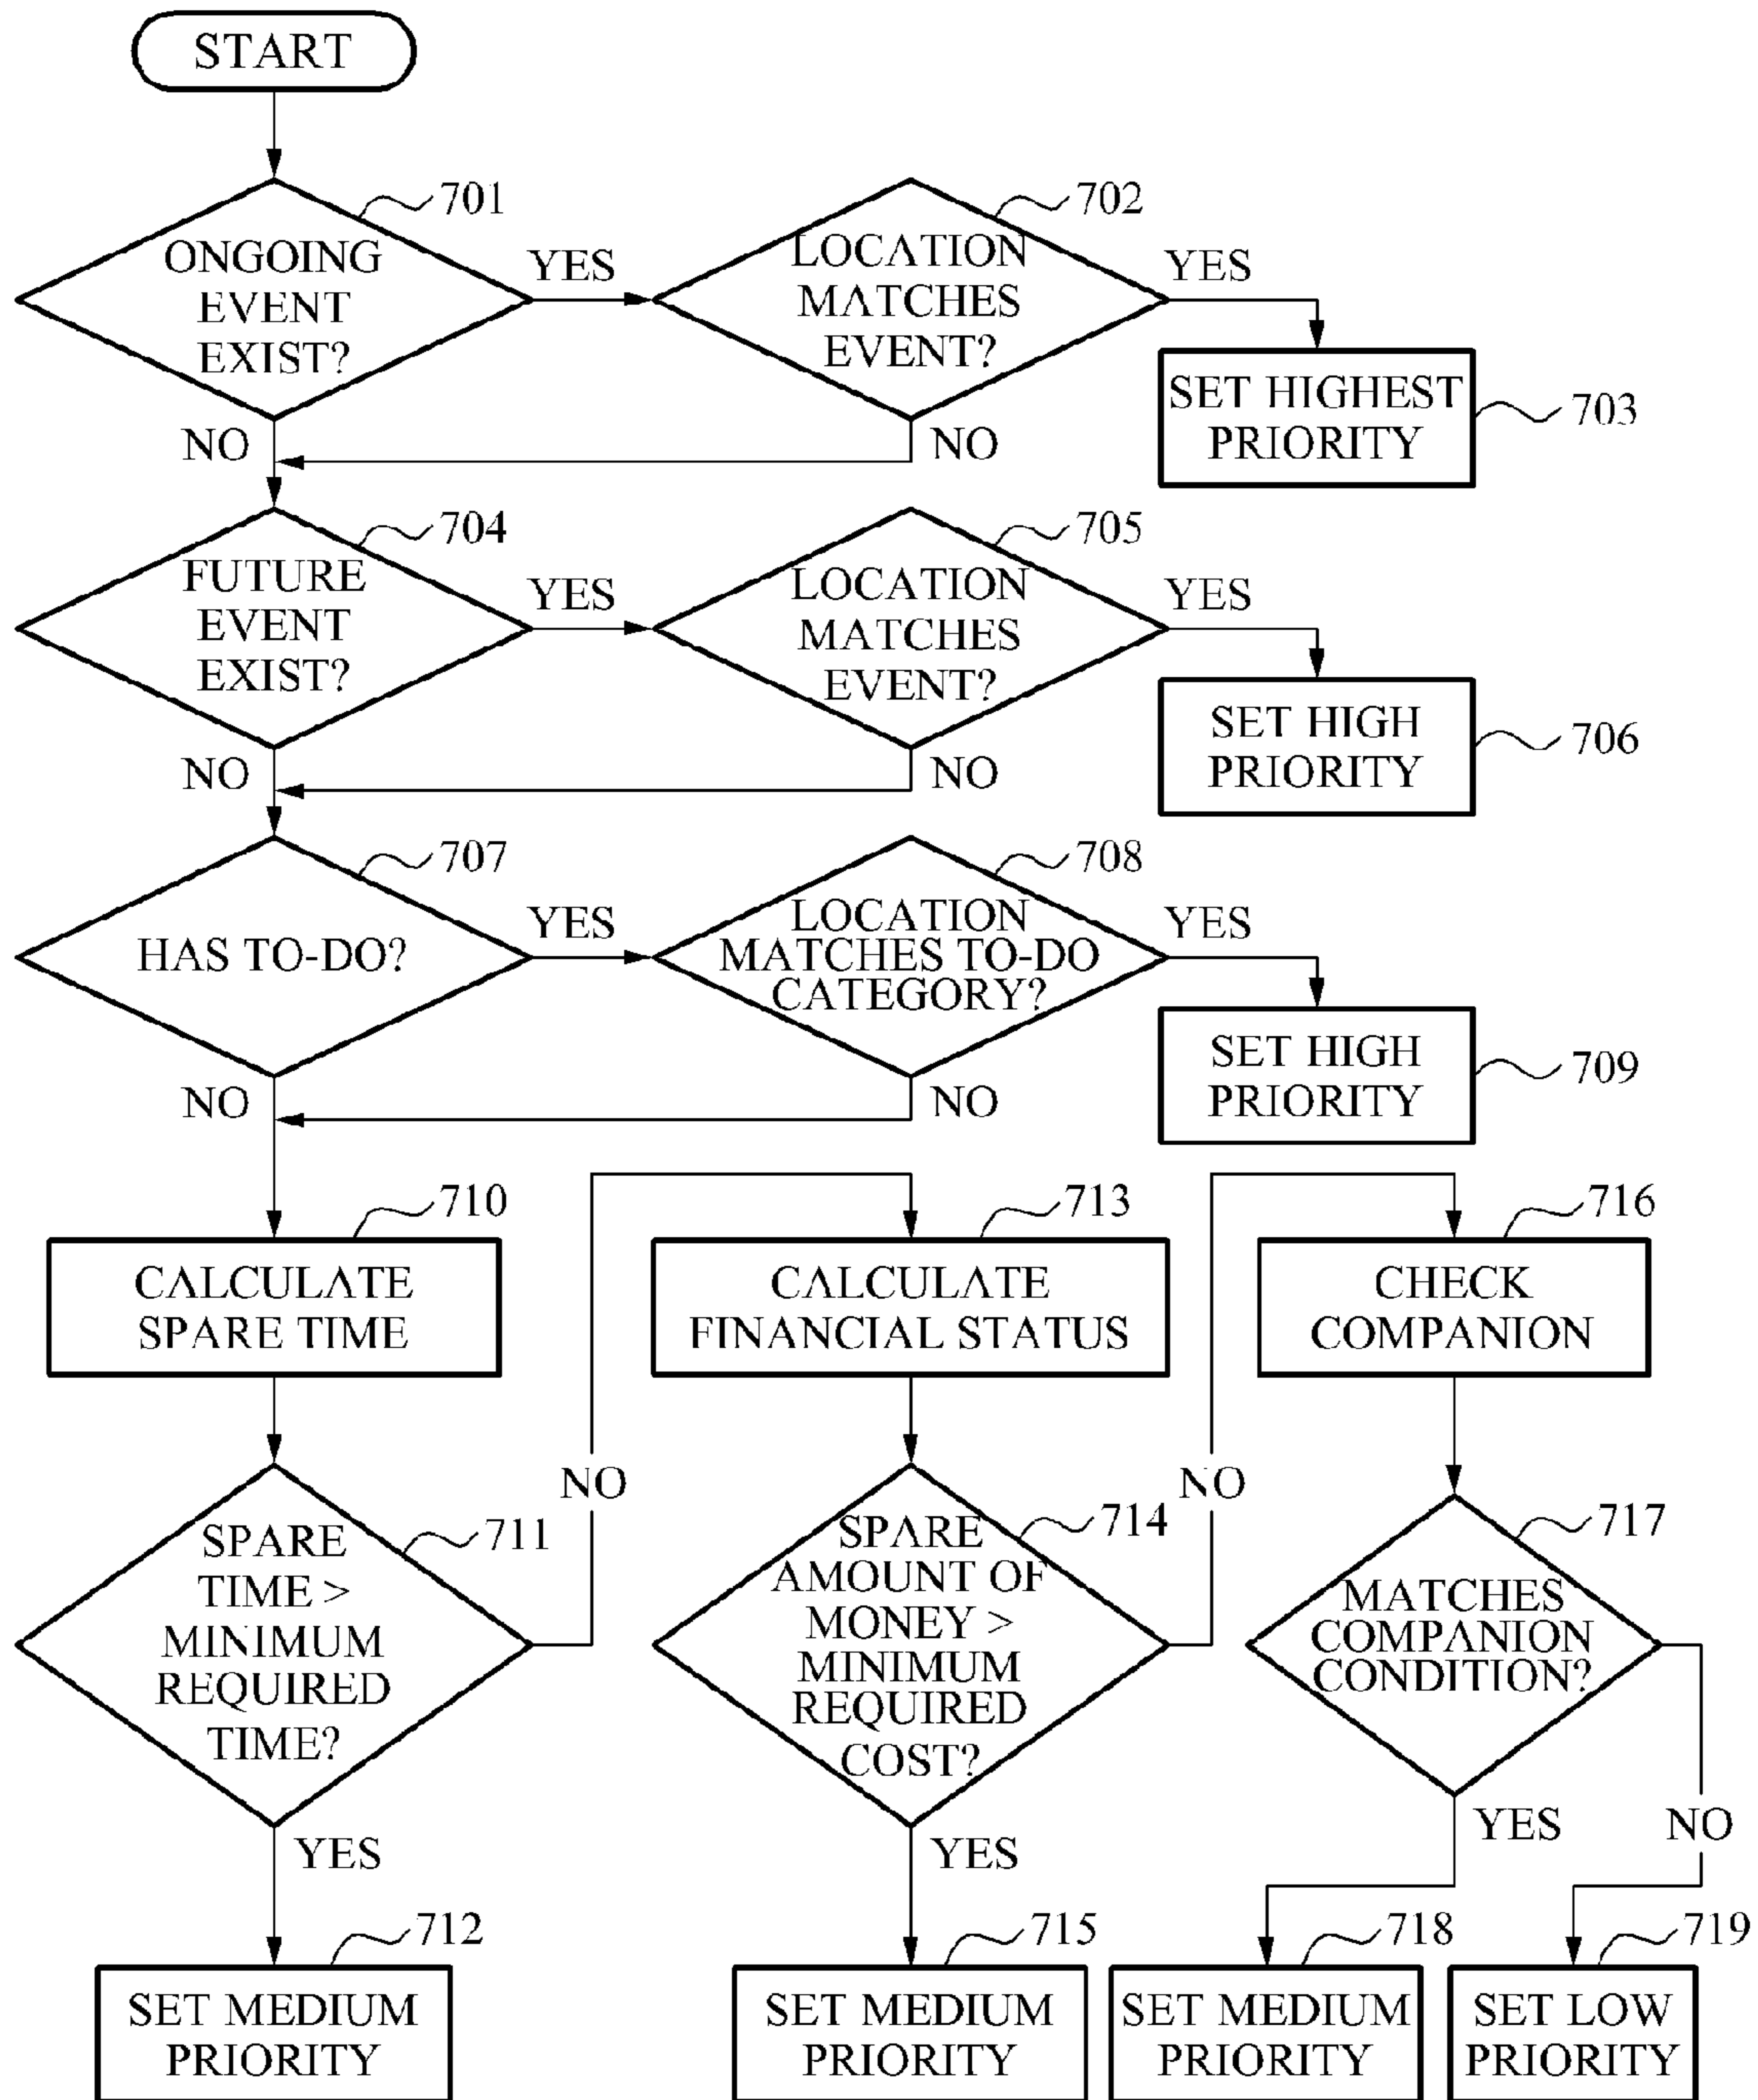 START
701
ONGOING
EVENT
EXIST?
YES
702
LOCATION
MATCHES
EVENT?
YES
SET HIGHEST
PRIORITY
703
NO
NO
704
FUTURE
EVENT
EXIST?
YES
705
LOCATION
MATCHES
EVENT?
YES
SET HIGH
PRIORITY
706
NO
NO
707
HAS TO-DO?
YES
708
LOCATION
MATCHES TO-DO
CATEGORY?
YES
SET HIGH
PRIORITY
709
NO
NO
710
CALCULATE
SPARE TIME
713
CALCULATE
FINANCIAL STATUS
716
CHECK
COMPANION
711
SPARE
TIME >
MINIMUM
REQUIRED
TIME?
NO
714
SPARE
AMOUNT OF
MONEY >
MINIMUM
REQUIRED
COST?
NO
717
MATCHES
COMPANION
CONDITION?
YES
YES
YES
NO
712
SET MEDIUM
PRIORITY
715
SET MEDIUM
PRIORITY
718
SET MEDIUM
PRIORITY
719
SET LOW
PRIORITY